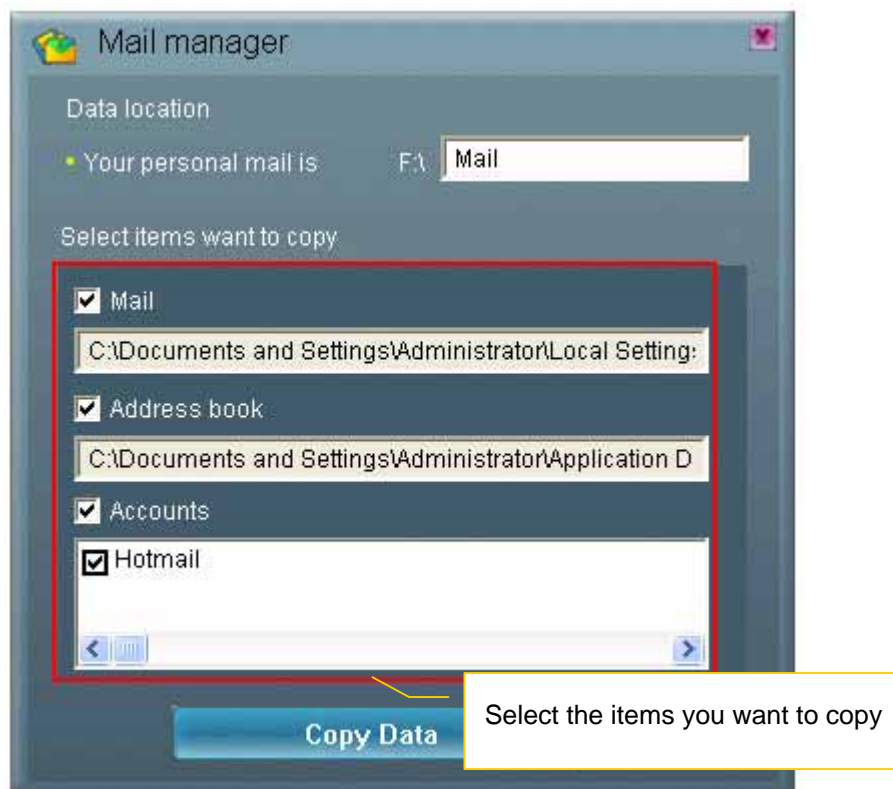 Mail manager
Data location
• Your personal mail is F:\ Mail
Select items want to copy
Mail
C:\Documents and Settings\Administrator\Local Settings
Address book
C:\Documents and Settings\Administrator\Application D
Accounts
Hotmail
Copy Data
Select the items you want to copy